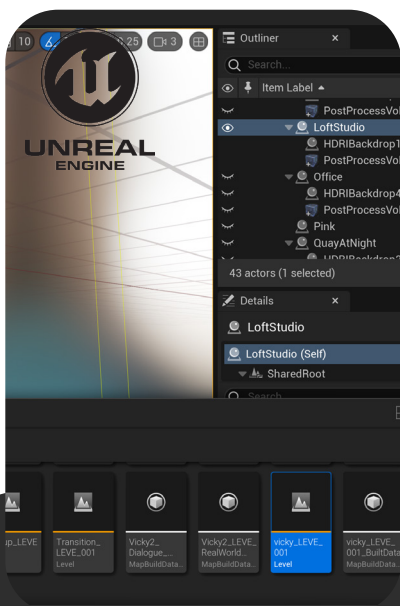 10
25
3
UNREAL
ENGINE
Outliner
Search...
Item Label
PostProcessVol
LoftStudio
HDRIBackdrop1
PostProcessVol
Office
HDRIBackdrop4
PostProcessVol
Pink
QuayAtNight
43 actors (1 selected)
Details
LoftStudio
LoftStudio (Self)
SharedRoot
Search
up_LEVE
Transition_
LEVE_001
Level
Vicky2_
Dialogue_...
MapBuildData...
Vicky2_LEVE_
RealWorld...
MapBuildData...
vicky_LEVE_
001
Level
vicky_LEVE_
001_BuiltData
MapBuildData